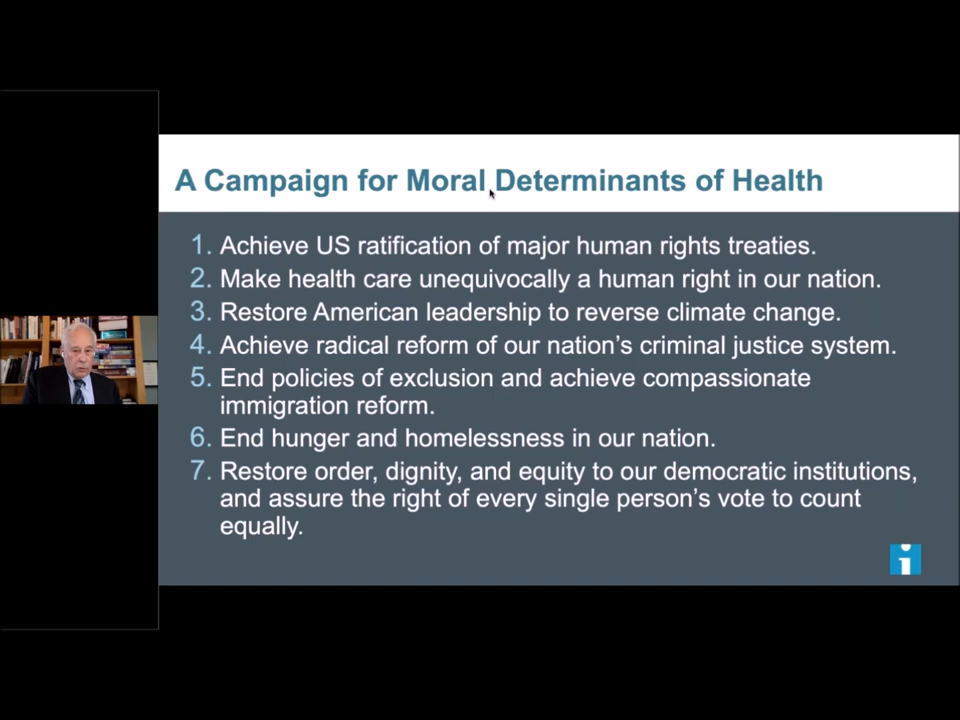 A Campaign for Moral Determinants of Health
1. Achieve US ratification of major human rights treaties.
2. Make health care unequivocally a human right in our nation.
3. Restore American leadership to reverse climate change.
4. Achieve radical reform of our nation’s criminal justice system.
5. End policies of exclusion and achieve compassionate
immigration reform.
6. End hunger and homelessness in our nation.
7. Restore order, dignity, and equity to our democratic institutions,
and assure the right of every single person’s vote to count
equally.
i